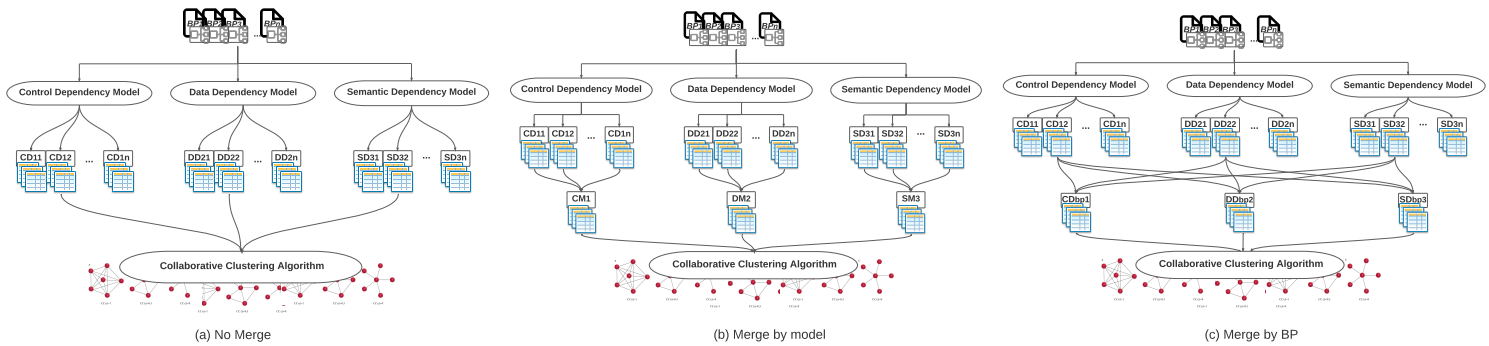 BP1 BP2 BP3 ... BPn
Control Dependency Model
Data Dependency Model
Semantic Dependency Model
CD11 CD12 ... CD1n
DD21 DD22 ... DD2n
SD31 SD32 ... SD3n
Collaborative Clustering Algorithm
(a) No Merge
BP1 BP2 BP3 ... BPn
Control Dependency Model
Data Dependency Model
Semantic Dependency Model
CD11 CD12 ... CD1n
DD21 DD22 ... DD2n
SD31 SD32 ... SD3n
CM1
DM2
SM3
Collaborative Clustering Algorithm
(b) Merge by model
BP1 BP2 BP3 ... BPn
Control Dependency Model
Data Dependency Model
Semantic Dependency Model
CD11 CD12 ... CD1n
DD21 DD22 ... DD2n
SD31 SD32 ... SD3n
CDbp1
DDbp2
SDbp3
Collaborative Clustering Algorithm
(c) Merge by BP